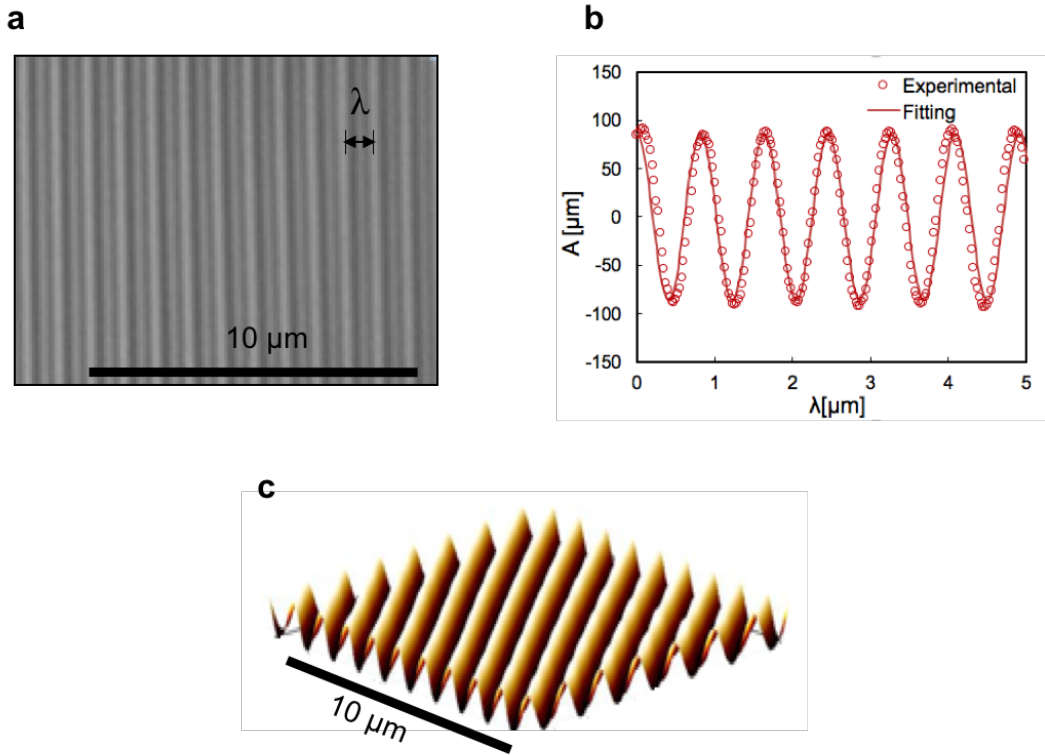 a
λ
10 μm
b
150
100
50
0
-50
-100
-150
A [μm]
Experimental
Fitting
0 1 2 3 4 5
λ[μm]
c
10 μm